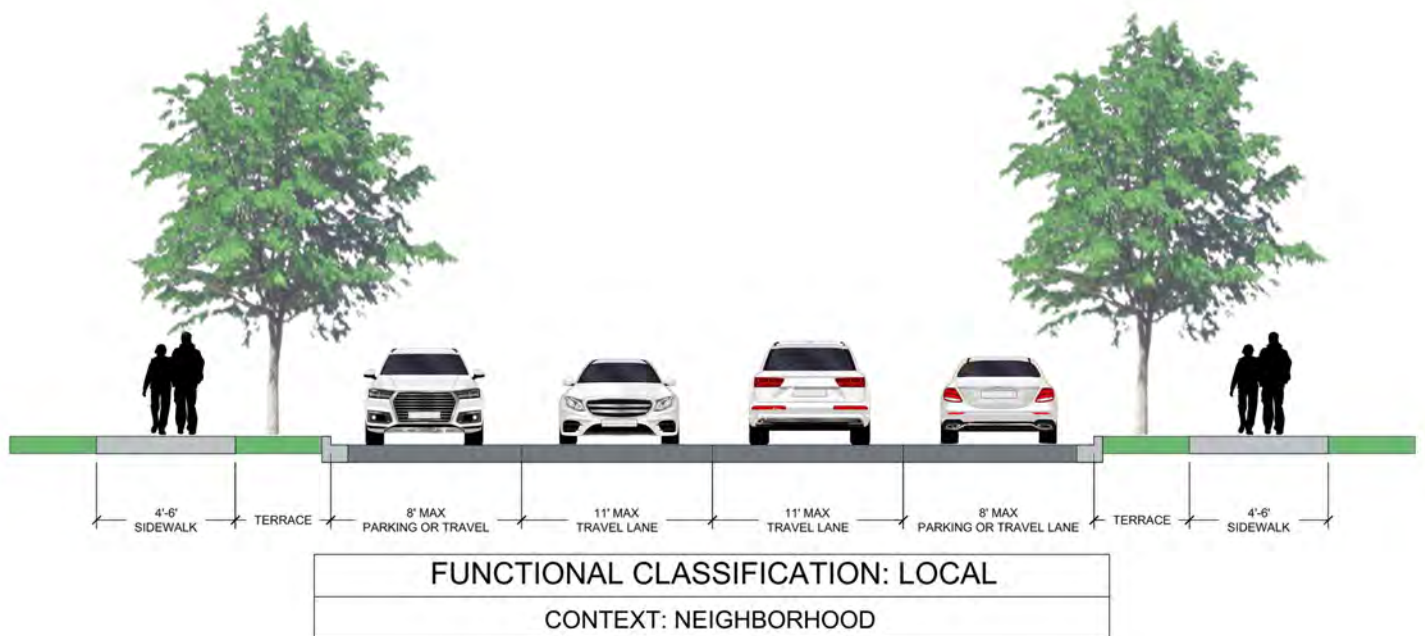 4'-6'
SIDEWALK
TERRACE
8' MAX
PARKING OR TRAVEL
11' MAX
TRAVEL LANE
11' MAX
TRAVEL LANE
8' MAX
PARKING OR TRAVEL LANE
TERRACE
4'-6'
SIDEWALK
FUNCTIONAL CLASSIFICATION: LOCAL
CONTEXT: NEIGHBORHOOD